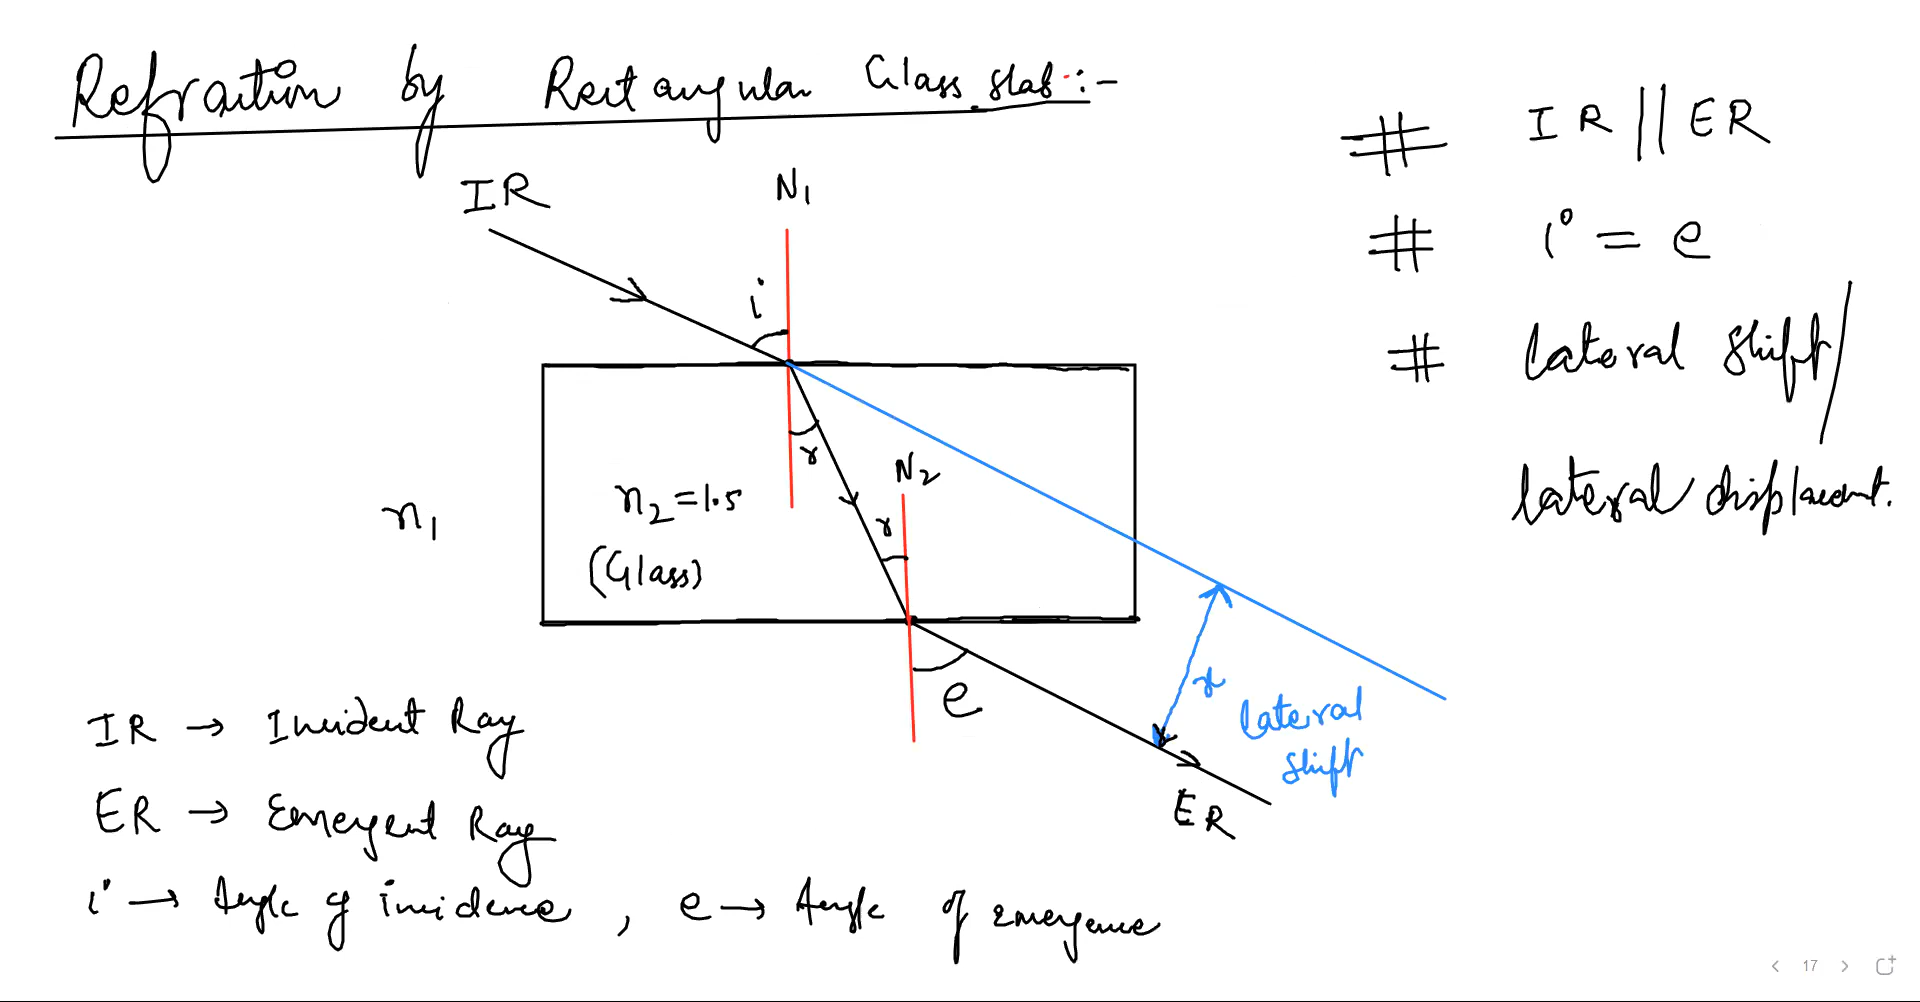 Refraction by Rectangular Glass slab :-
IR
N1
i
r
N2
r
n1
n2 = 1.5
(Glass)
e
x
lateral
shift
ER
# IR || ER
# i = e
# lateral shift /
lateral displacement.
IR → Incident Ray
ER → Emergent Ray
i → Angle of incidence , e → Angle of emergence
17